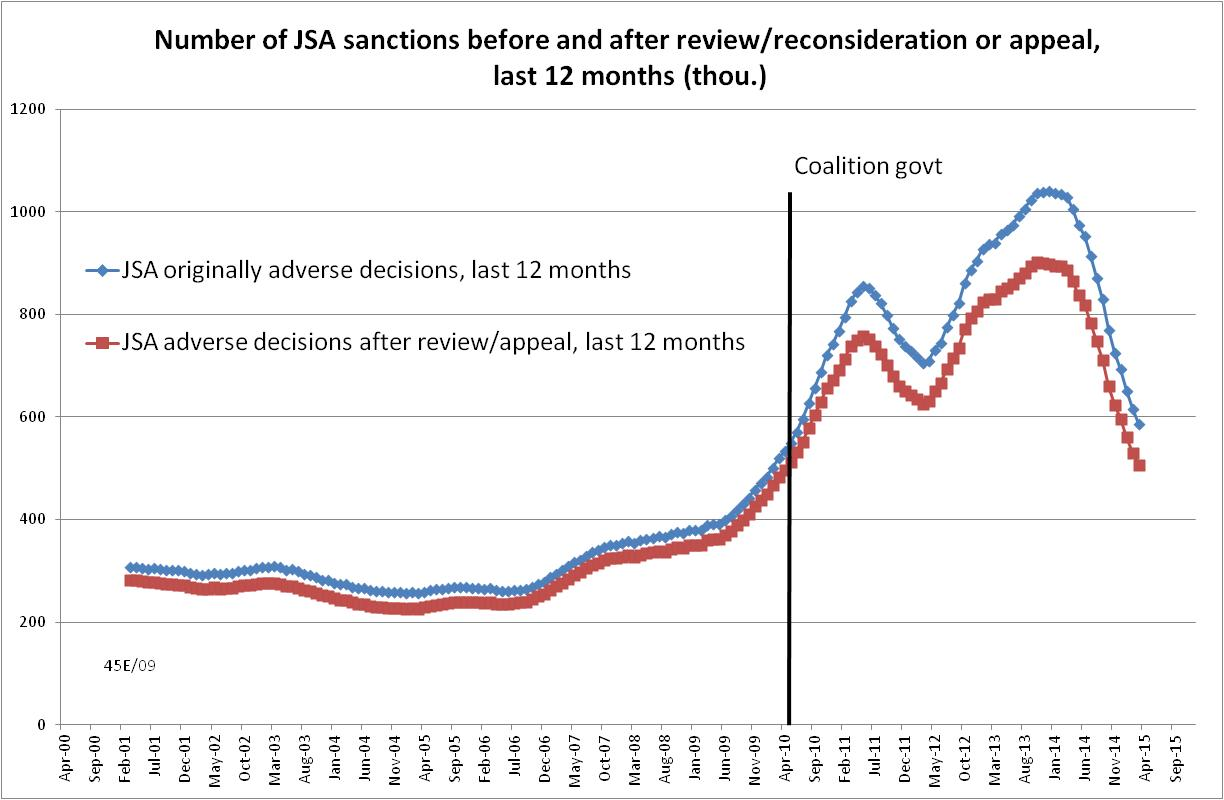 Number of JSA sanctions before and after review/reconsideration or appeal,
last 12 months (thou.)
1200
1000
800
600
400
200
0
Coalition govt
JSA originally adverse decisions, last 12 months
JSA adverse decisions after review/appeal, last 12 months
45E/09
Apr-00
Sep-00
Feb-01
Jul-01
Dec-01
May-02
Oct-02
Mar-03
Aug-03
Jan-04
Jun-04
Nov-04
Apr-05
Sep-05
Feb-06
Jul-06
Dec-06
May-07
Oct-07
Mar-08
Aug-08
Jan-09
Jun-09
Nov-09
Apr-10
Sep-10
Feb-11
Jul-11
Dec-11
May-12
Oct-12
Mar-13
Aug-13
Jan-14
Jun-14
Nov-14
Apr-15
Sep-15